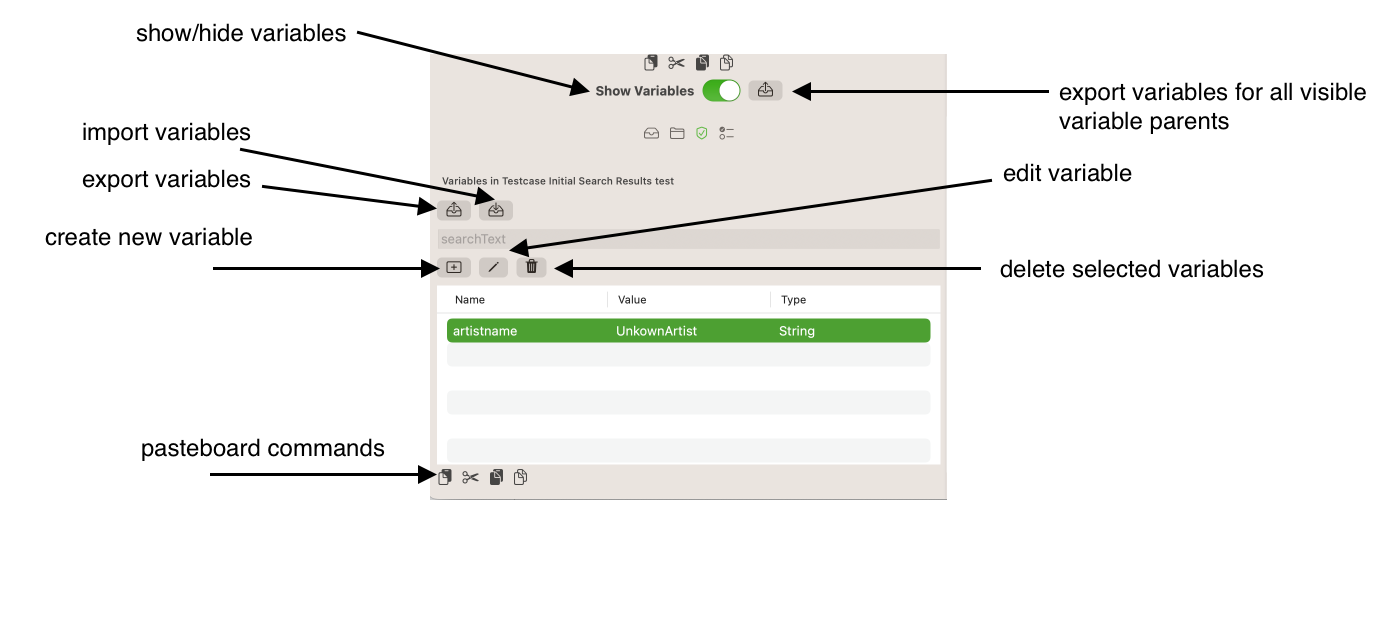 show/hide variables
Show Variables
export variables for all visible
variable parents
import variables
export variables
edit variable
Variables in Testcase Initial Search Results test
create new variable
searchText
delete selected variables
Name Value Type
artistname UnkownArtist String
pasteboard commands